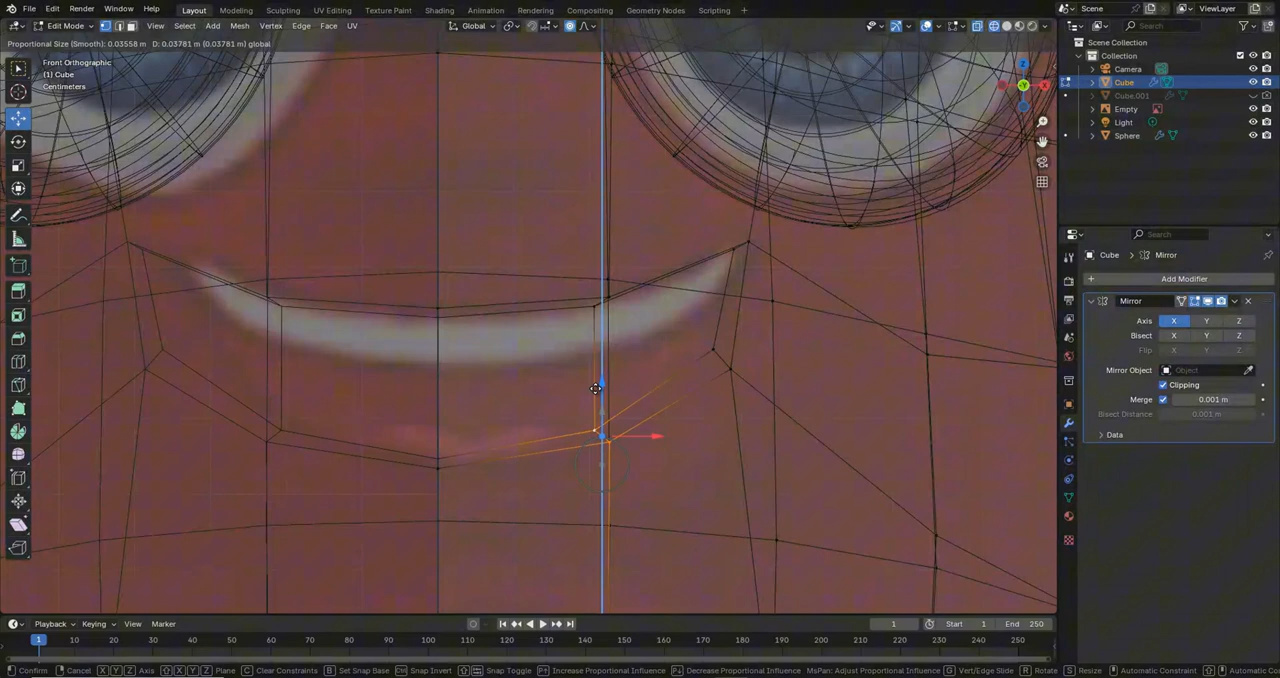 File Edit Render Window Help Layout Modeling Sculpting UV Editing Texture Paint Shading Animation Rendering Compositing Geometry Nodes Scripting + Scene ViewLayer
Edit Mode View Select Add Mesh Vertex Edge Face UV Global Search
Proportional Size (Smooth): 0.03558 m D: 0.03781 m (0.03781 m) global
Front Orthographic
(1) Cube
Centimeters
Z
X
Y
Scene Collection
Collection
Camera
Cube
Cube.001
Empty
Light
Sphere
Search
Cube > Mirror
+ Add Modifier
Mirror
Axis X Y Z
Bisect X Y Z
Flip X Y Z
Mirror Object Object
Clipping
Merge 0.001 m
Bisect Distance 0.001 m
Data
Playback Keying View Marker 1 Start 1 End 250
1 10 20 30 40 50 60 70 80 90 100 110 120 130 140 150 160 170 180 190 200 210 220 230 240 250
Confirm Cancel X Y Z Axis X Y Z Plane C Clear Constraints B Set Snap Base Ctrl Snap Invert Snap Toggle Increase Proportional Influence Decrease Proportional Influence MsPan: Adjust Proportional Influence G Vert/Edge Slide R Rotate S Resize Automatic Constraint Automatic Co